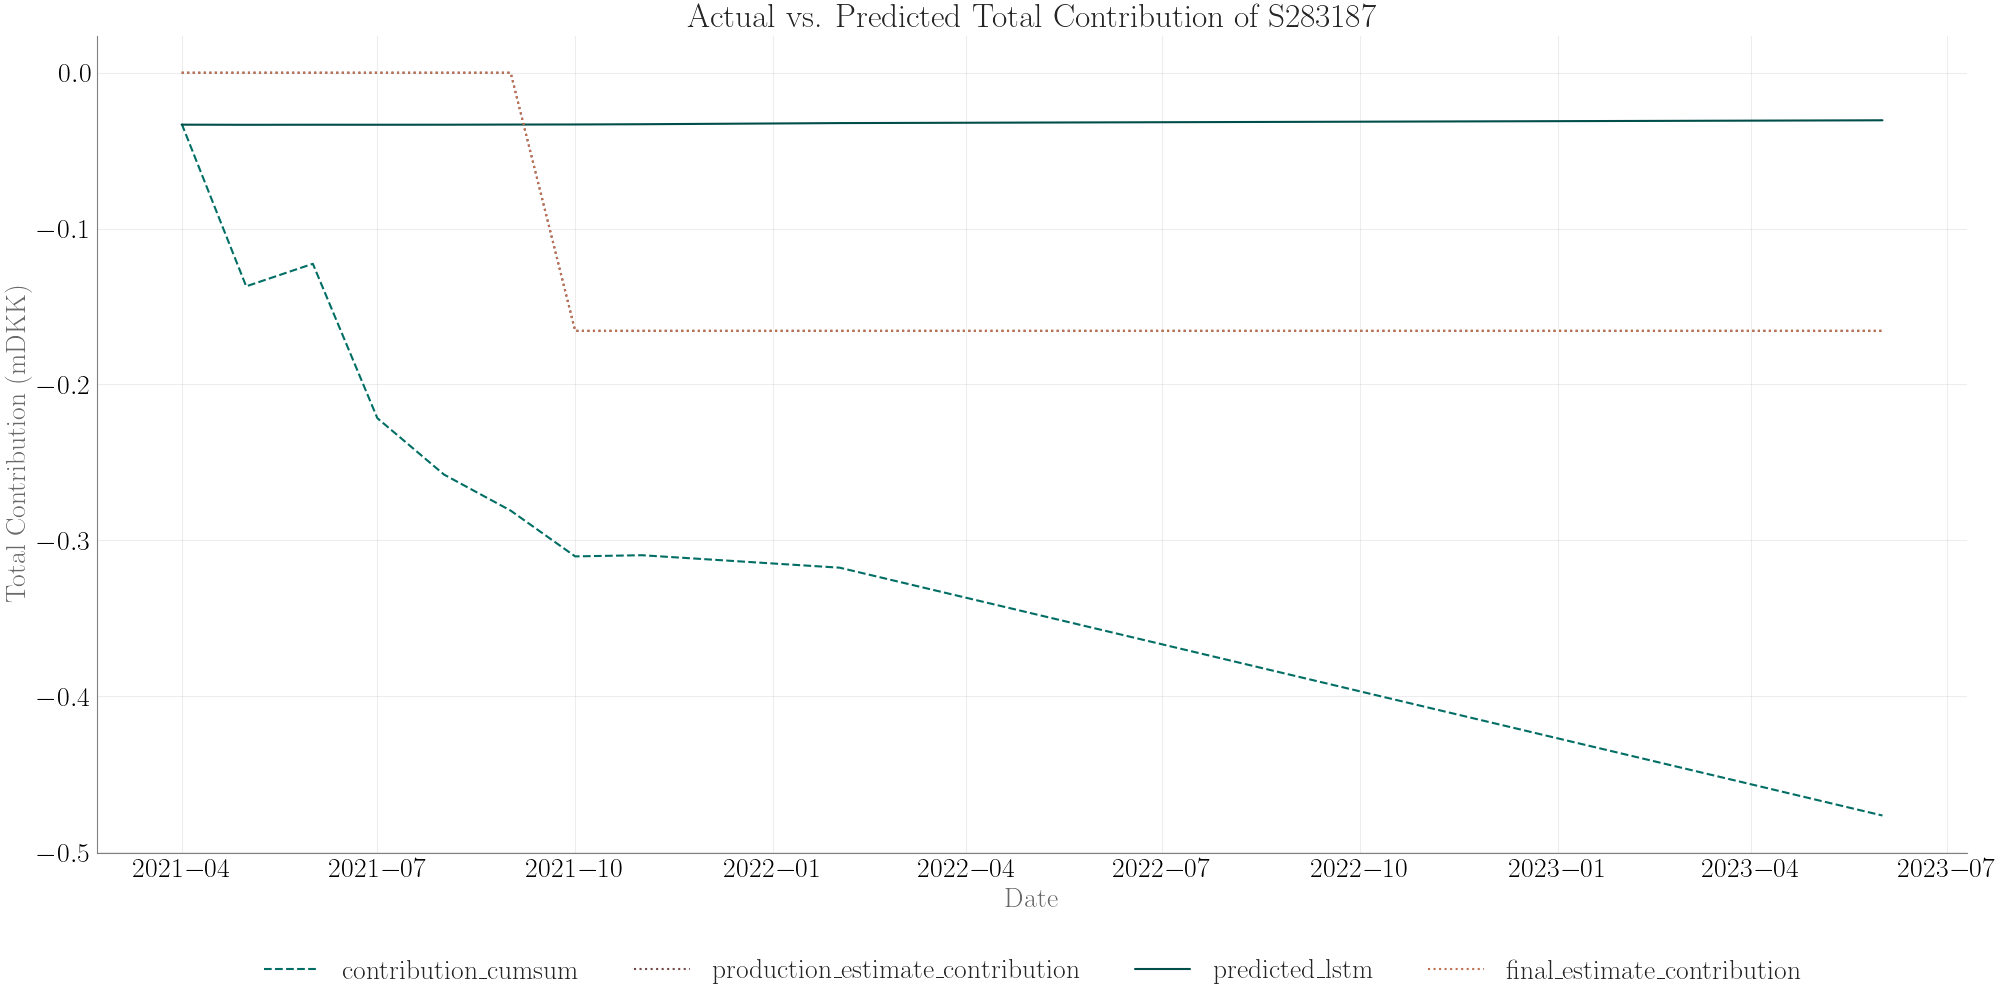 Actual vs. Predicted Total Contribution of S283187
Total Contribution (mDKK)
0.0
−0.1
−0.2
−0.3
−0.4
−0.5
2021−04 2021−07 2021−10 2022−01 2022−04 2022−07 2022−10 2023−01 2023−04 2023−07
Date
contribution_cumsum production_estimate_contribution predicted_lstm final_estimate_contribution